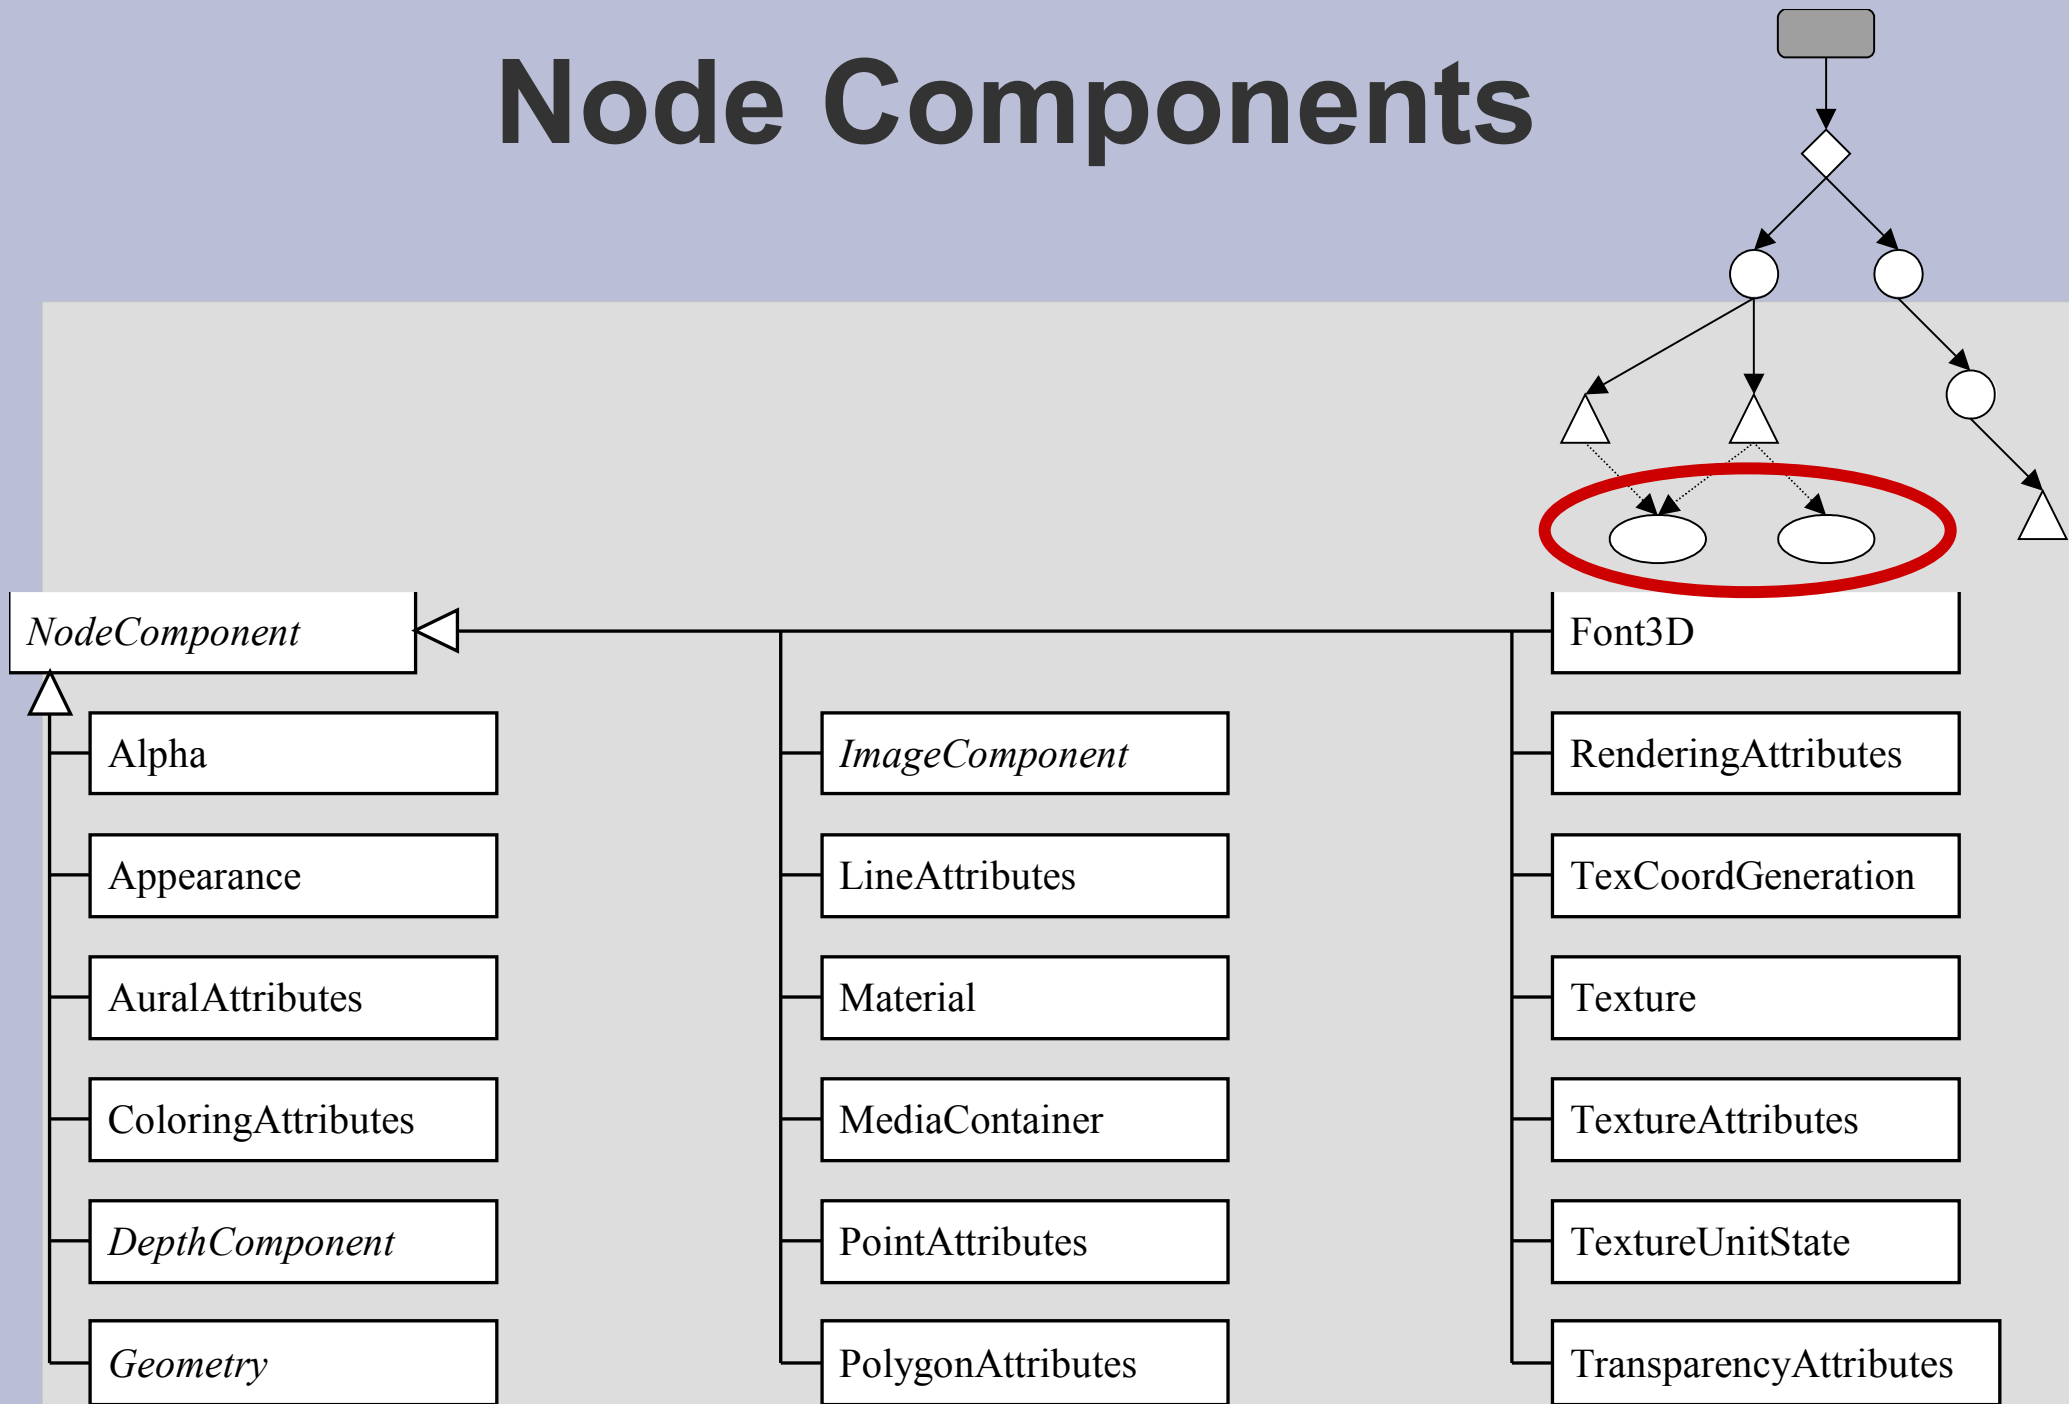 Node Components
NodeComponent
Font3D
Alpha
ImageComponent
RenderingAttributes
Appearance
LineAttributes
TexCoordGeneration
AuralAttributes
Material
Texture
ColoringAttributes
MediaContainer
TextureAttributes
DepthComponent
PointAttributes
TextureUnitState
Geometry
PolygonAttributes
TransparencyAttributes